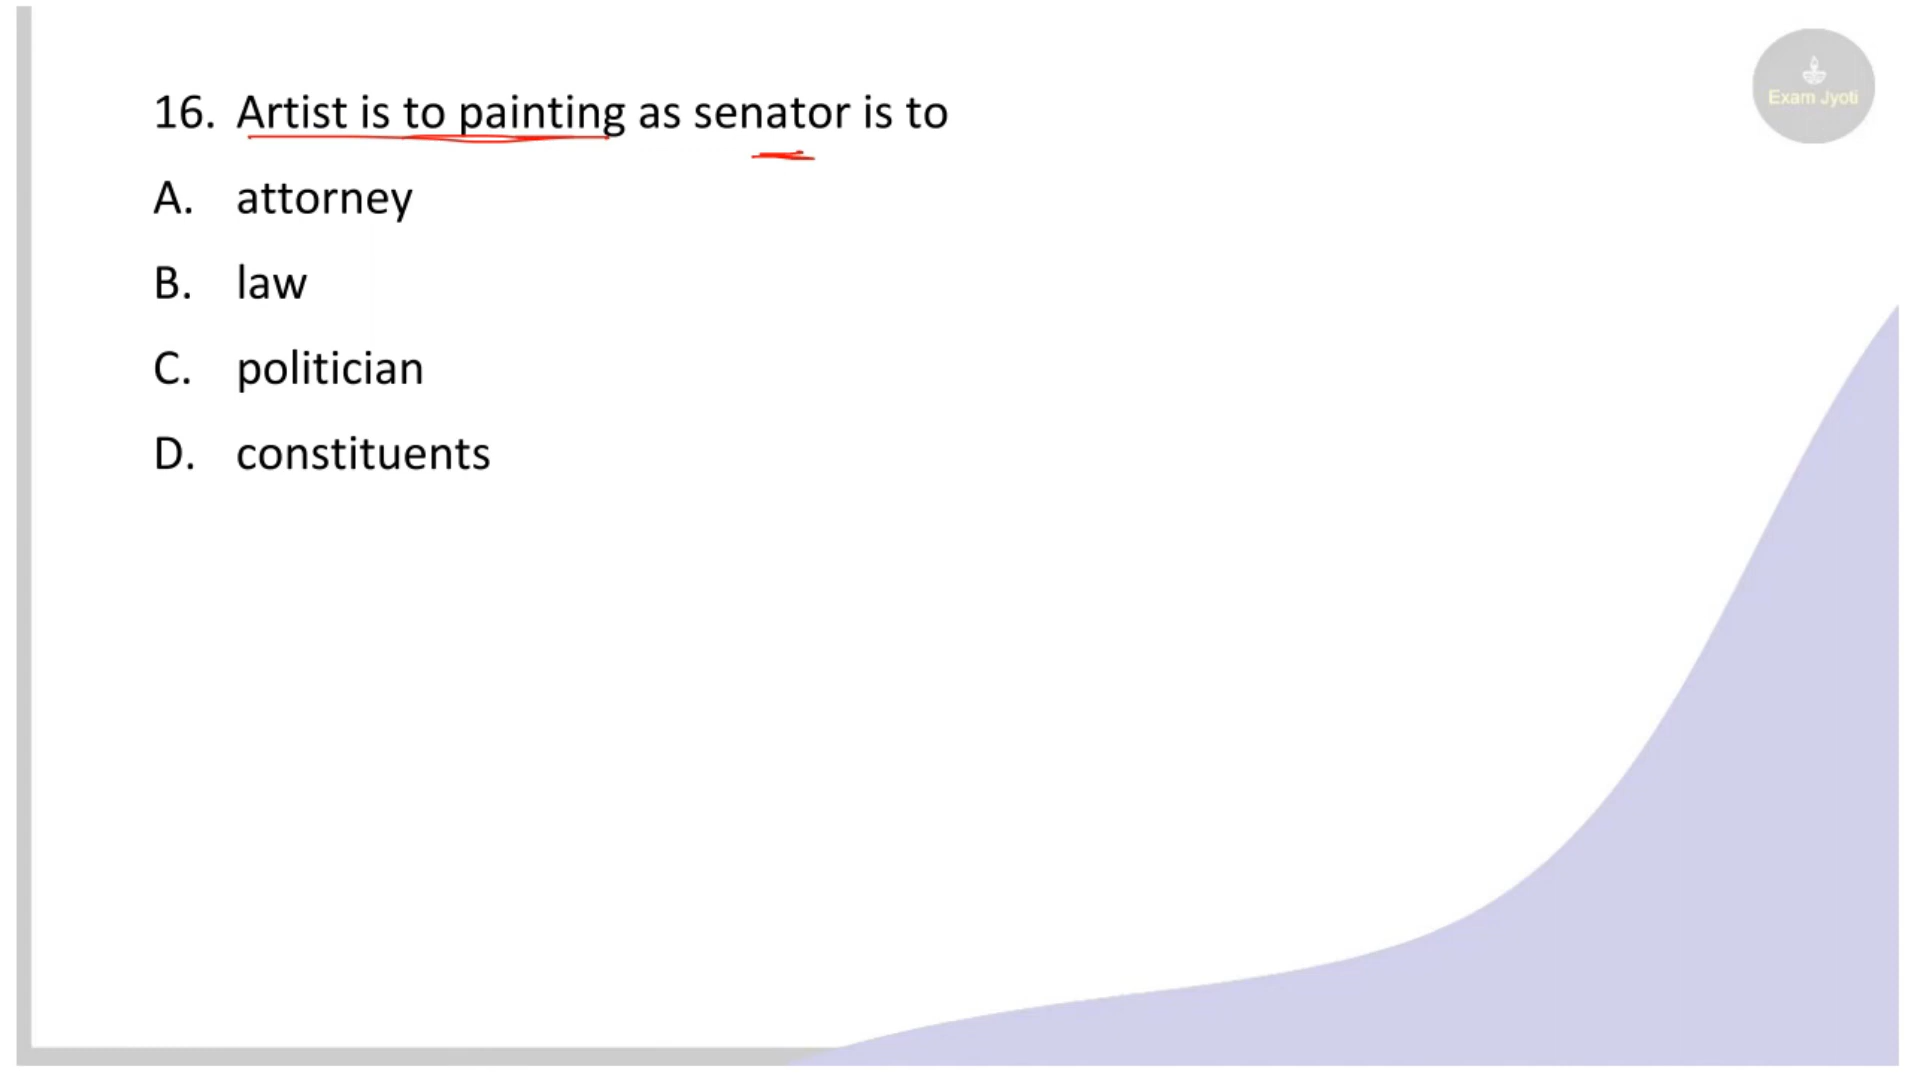 Exam Jyoti
16. Artist is to painting as senator is to
A. attorney
B. law
C. politician
D. constituents